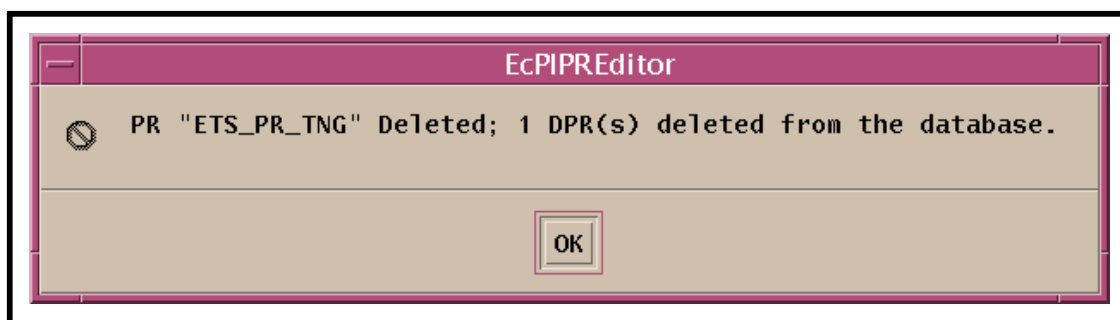 EcPlPREditor
PR "ETS_PR_TNG" Deleted; 1 DPR(s) deleted from the database.
OK